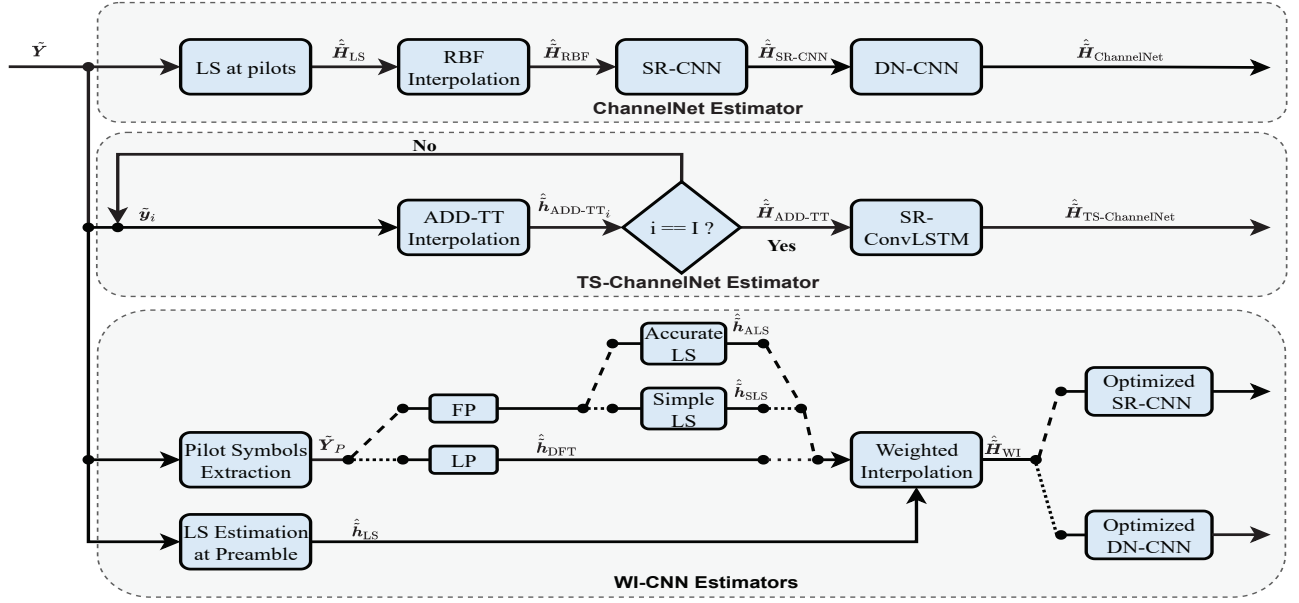 Ỹ
LS at pilots
H̃̂_LS
RBF
Interpolation
H̃̂_RBF
SR-CNN
H̃̂_SR-CNN
DN-CNN
H̃̂_ChannelNet
ChannelNet Estimator
No
ỹ_i
ADD-TT
Interpolation
h̃̂_ADD-TT_i
i == I ?
H̃̂_ADD-TT
Yes
SR-
ConvLSTM
H̃̂_TS-ChannelNet
TS-ChannelNet Estimator
Pilot Symbols
Extraction
Ỹ_P
FP
LP
Accurate
LS
h̃̂_ALS
Simple
LS
h̃̂_SLS
h̃̂_DFT
LS Estimation
at Preamble
h̃̂_LS
Weighted
Interpolation
H̃̂_WI
Optimized
SR-CNN
Optimized
DN-CNN
WI-CNN Estimators